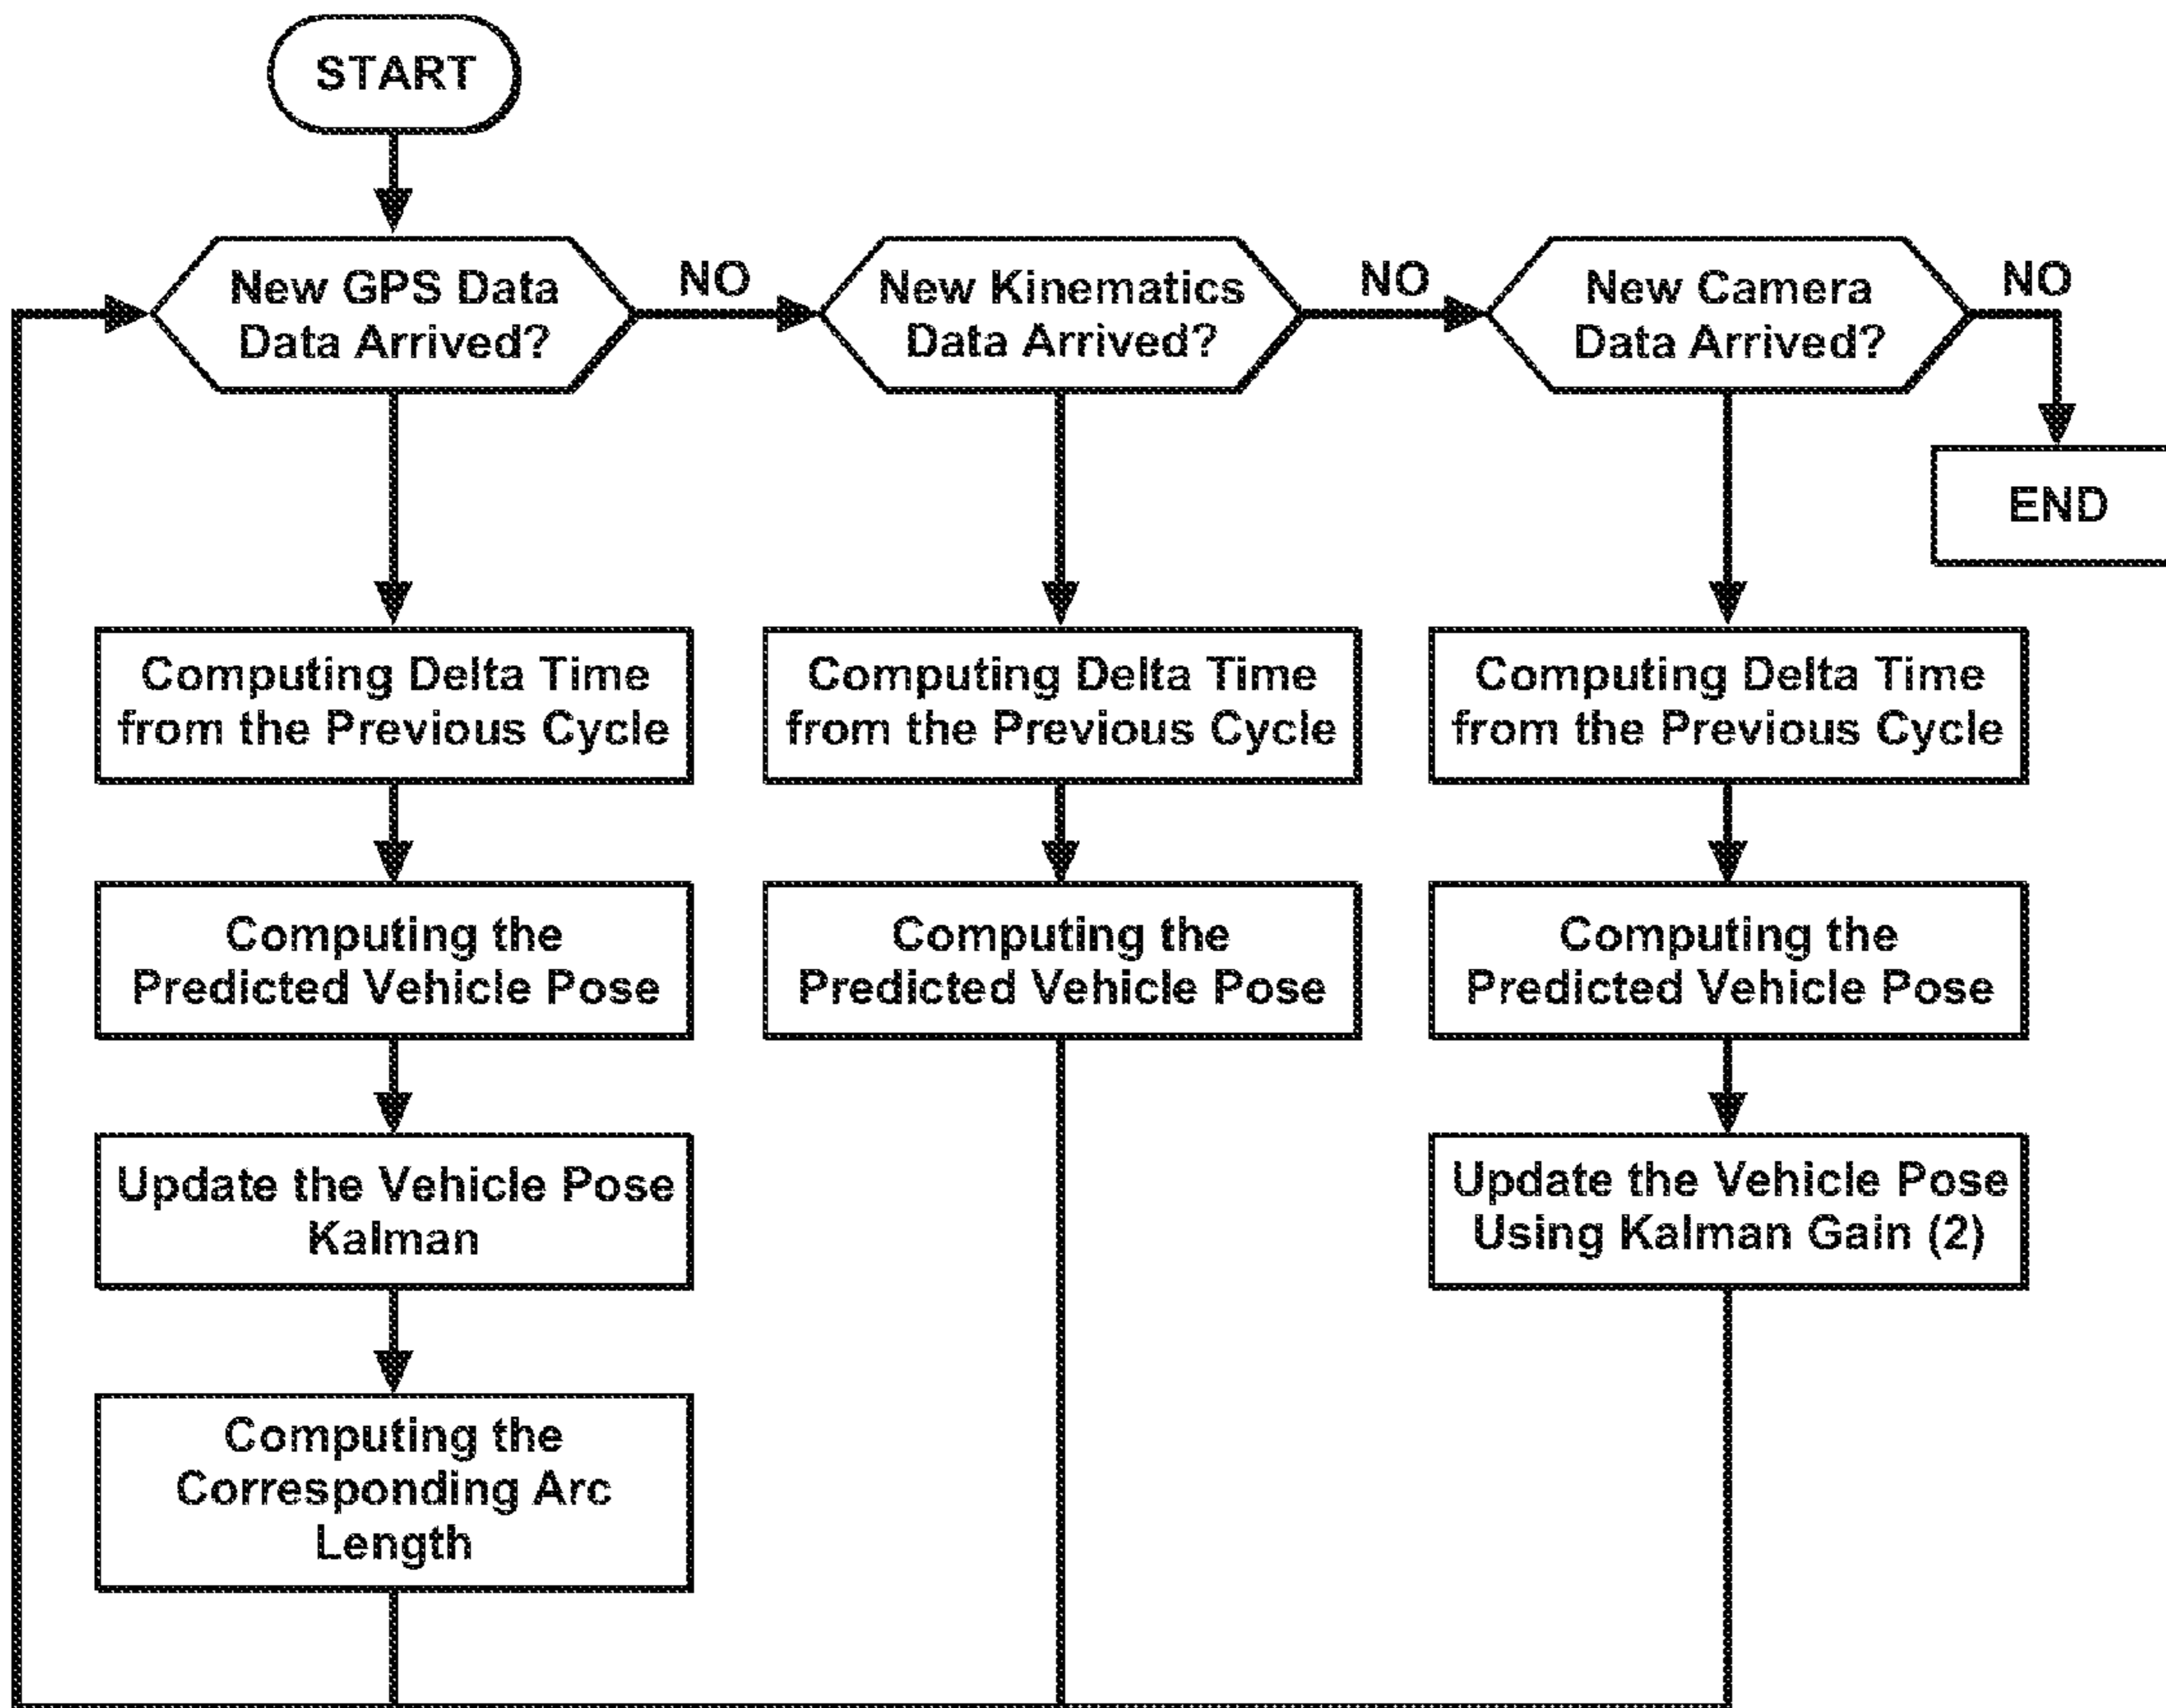 START
New GPS Data
Data Arrived?
NO
New Kinematics
Data Arrived?
NO
New Camera
Data Arrived?
NO
END
Computing Delta Time
from the Previous Cycle
Computing Delta Time
from the Previous Cycle
Computing Delta Time
from the Previous Cycle
Computing the
Predicted Vehicle Pose
Computing the
Predicted Vehicle Pose
Computing the
Predicted Vehicle Pose
Update the Vehicle Pose
Kalman
Update the Vehicle Pose
Using Kalman Gain (2)
Computing the
Corresponding Arc
Length